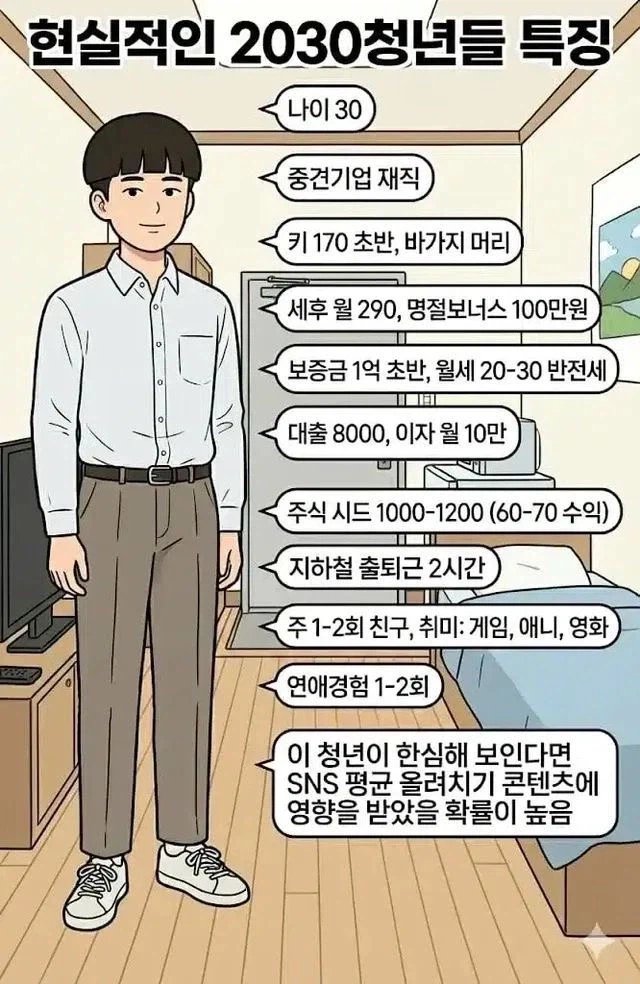 현실적인 2030청년들 특징
나이 30
중견기업 재직
키 170 초반, 바가지 머리
세후 월 290, 명절보너스 100만원
보증금 1억 초반, 월세 20-30 반전세
대출 8000, 이자 월 10만
주식 시드 1000-1200 (60-70 수익)
지하철 출퇴근 2시간
주 1-2회 친구, 취미: 게임, 애니, 영화
연애경험 1-2회
이 청년이 한심해 보인다면
SNS 평균 올려치기 콘텐츠에
영향을 받았을 확률이 높음